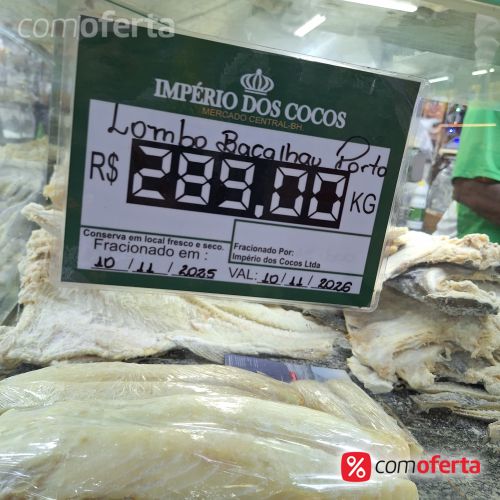 comoferta
IMPÉRIO DOS COCOS
MERCADO CENTRAL-BH
Lombo Bacalhau Porto
R$ 289,00 KG
Conserva em local fresco e seco.
Fracionado em :
10 / 11 / 2025
Fracionado Por:
Império dos Cocos Ltda
VAL: 10 / 11 / 2026
% comoferta